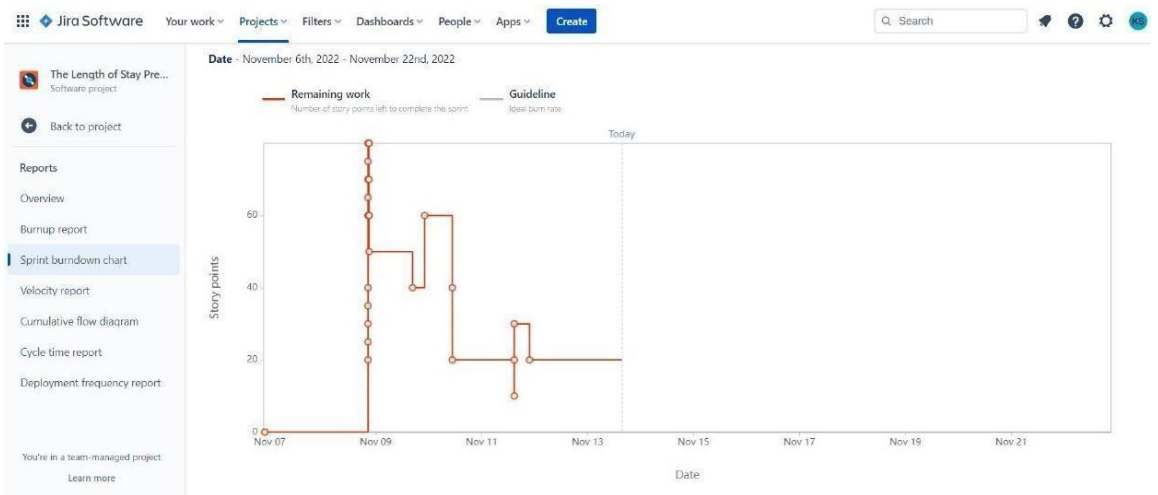 Jira Software Your work Projects Filters Dashboards People Apps Create Search KS
The Length of Stay Pre...
Software project
Back to project
Reports
Overview
Burnup report
Sprint burndown chart
Velocity report
Cumulative flow diagram
Cycle time report
Deployment frequency report
You're in a team-managed project
Learn more
Date - November 6th, 2022 - November 22nd, 2022
Remaining work
Number of story points left to complete this sprint
Guideline
Ideal burn rate
Today
Story points
60
40
20
0
Nov 07 Nov 09 Nov 11 Nov 13 Nov 15 Nov 17 Nov 19 Nov 21
Date